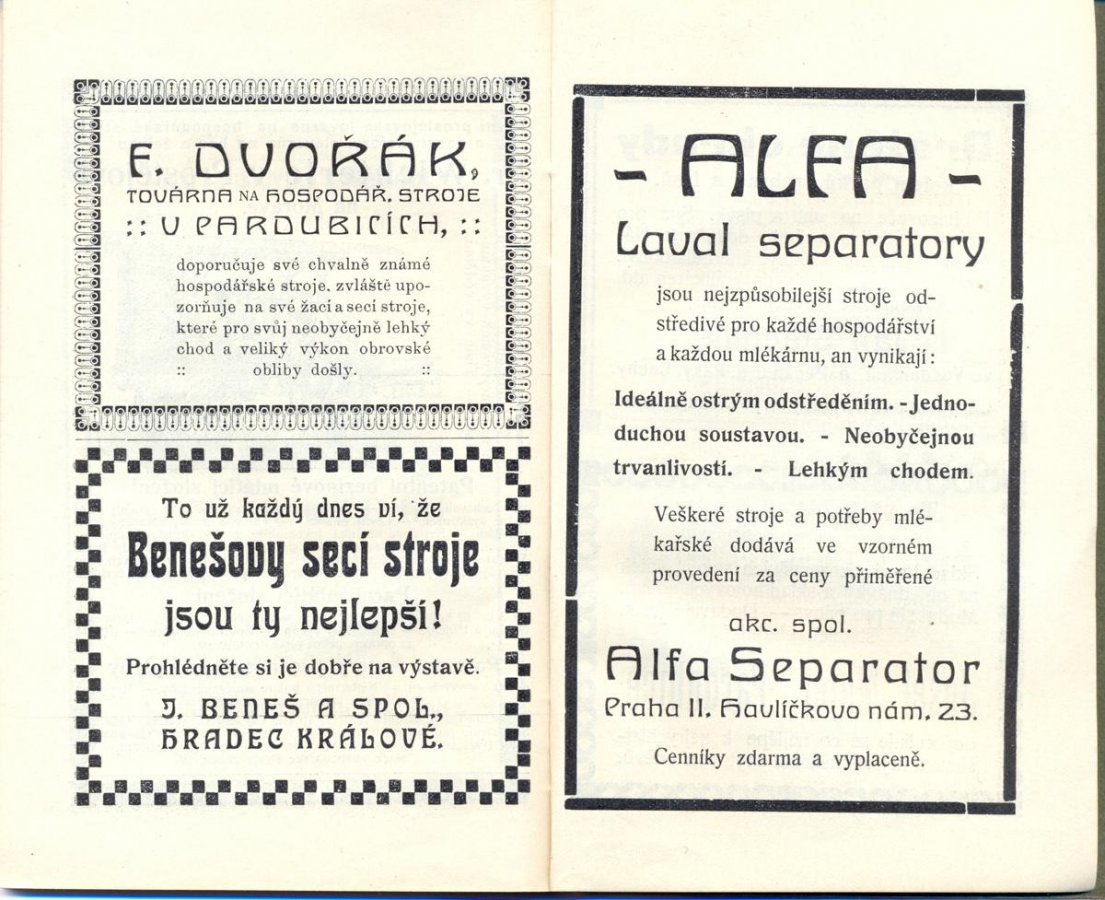 F. DVOŘÁK,
TOVÁRNA NA HOSPODÁŘ. STROJE
:: V PARDUBICÍCH, ::
doporučuje své chvalně známé
hospodářské stroje. zvláště upo-
zorňuje na své žací a secí stroje,
které pro svůj neobyčejně lehký
chod a veliký výkon obrovské
:: obliby došly. ::
To už každý dnes ví, že
Benešovy secí stroje
jsou ty nejlepší!
Prohlédněte si je dobře na výstavě.
J. BENEŠ A SPOL.,
HRADEC KRÁLOVÉ.
- ALFA -
Laval separatory
jsou nejzpůsobilejší stroje od-
středivé pro každé hospodářství
a každou mlékárnu, an vynikají:
Ideálně ostrým odstředěním. - Jedno-
duchou soustavou. - Neobyčejnou
trvanlivostí. - Lehkým chodem.
Veškeré stroje a potřeby mlé-
kařské dodává ve vzorném
provedení za ceny přiměřené
akc. spol.
Alfa Separator
Praha II. Havlíčkovo nám. 23.
Cenníky zdarma a vyplaceně.